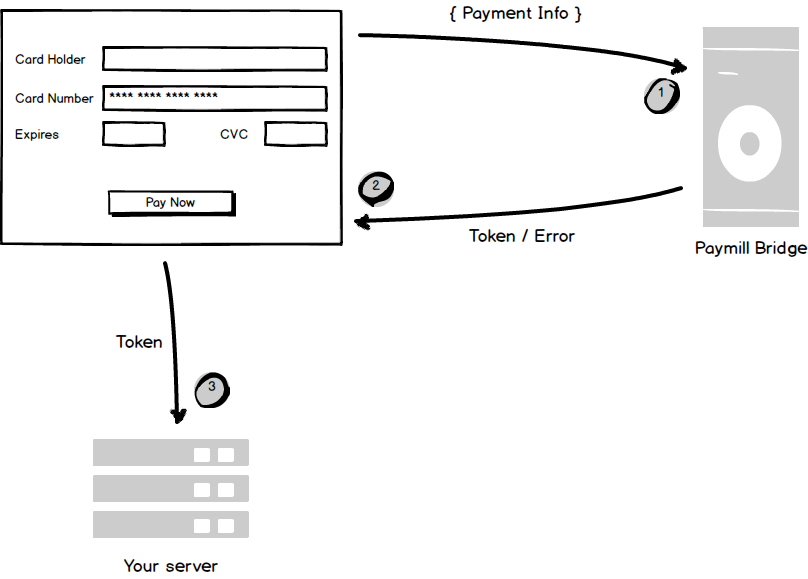 { Payment Info }
Card Holder
Card Number **** **** **** ****
1
Expires CVC
2
Pay Now
Token / Error
Paymill Bridge
Token
3
Your server